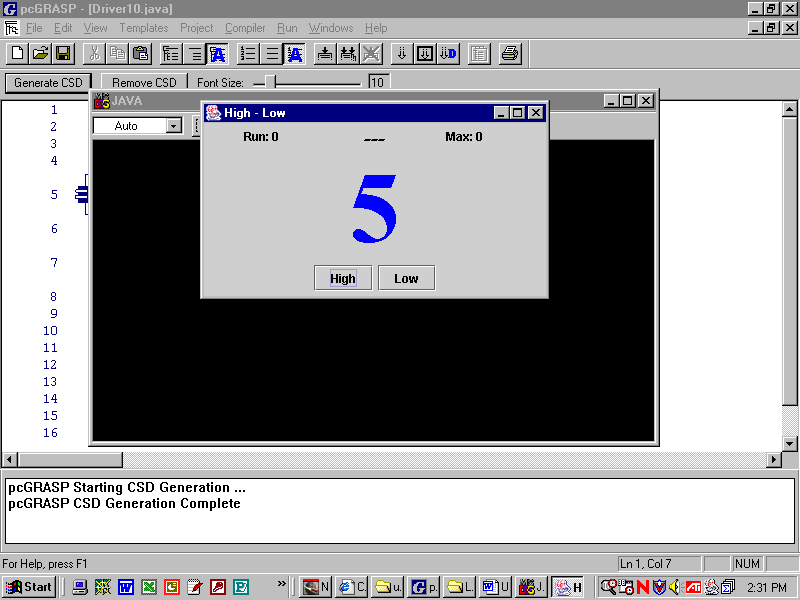 pcGRASP - [Driver10.java]
File Edit View Templates Project Compiler Run Windows Help
Generate CSD Remove CSD Font Size: 10
JAVA
Auto
High - Low
Run: 0 --- Max: 0
5
High Low
1
2
3
4
5
6
7
8
9
10
11
12
13
14
15
16
pcGRASP Starting CSD Generation ...
pcGRASP CSD Generation Complete
For Help, press F1 Ln 1, Col 7 NUM
Start » N C. u. p. L. U J. H 2:31 PM